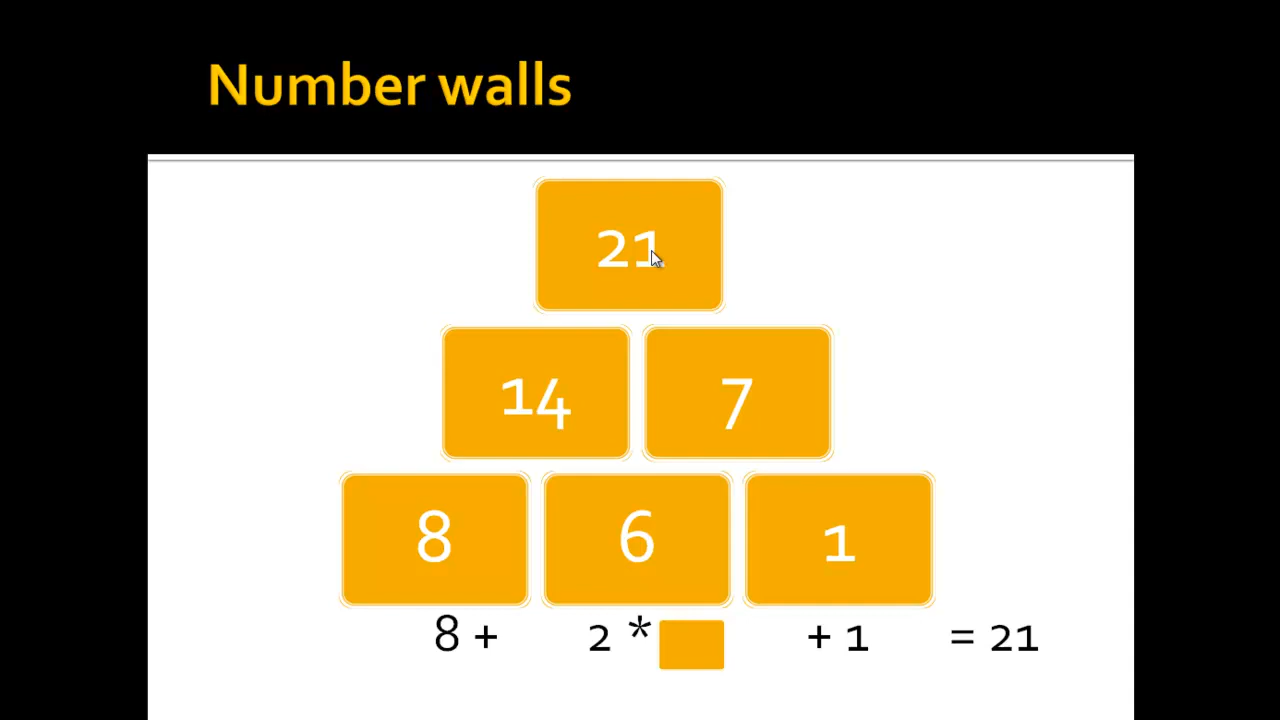 Number walls
21
14 7
8 6 1
8 + 2 * + 1 = 21